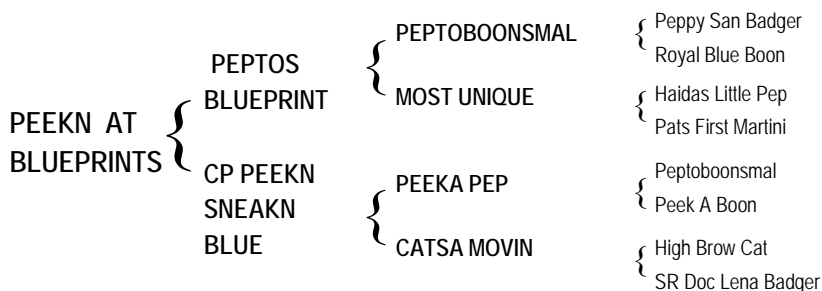 PEEKN AT
BLUEPRINTS
PEPTOS
BLUEPRINT
CP PEEKN
SNEAKN
BLUE
PEPTOBOONSMAL
MOST UNIQUE
PEEKA PEP
CATSA MOVIN
Peppy San Badger
Royal Blue Boon
Haidas Little Pep
Pats First Martini
Peptoboonsmal
Peek A Boon
High Brow Cat
SR Doc Lena Badger